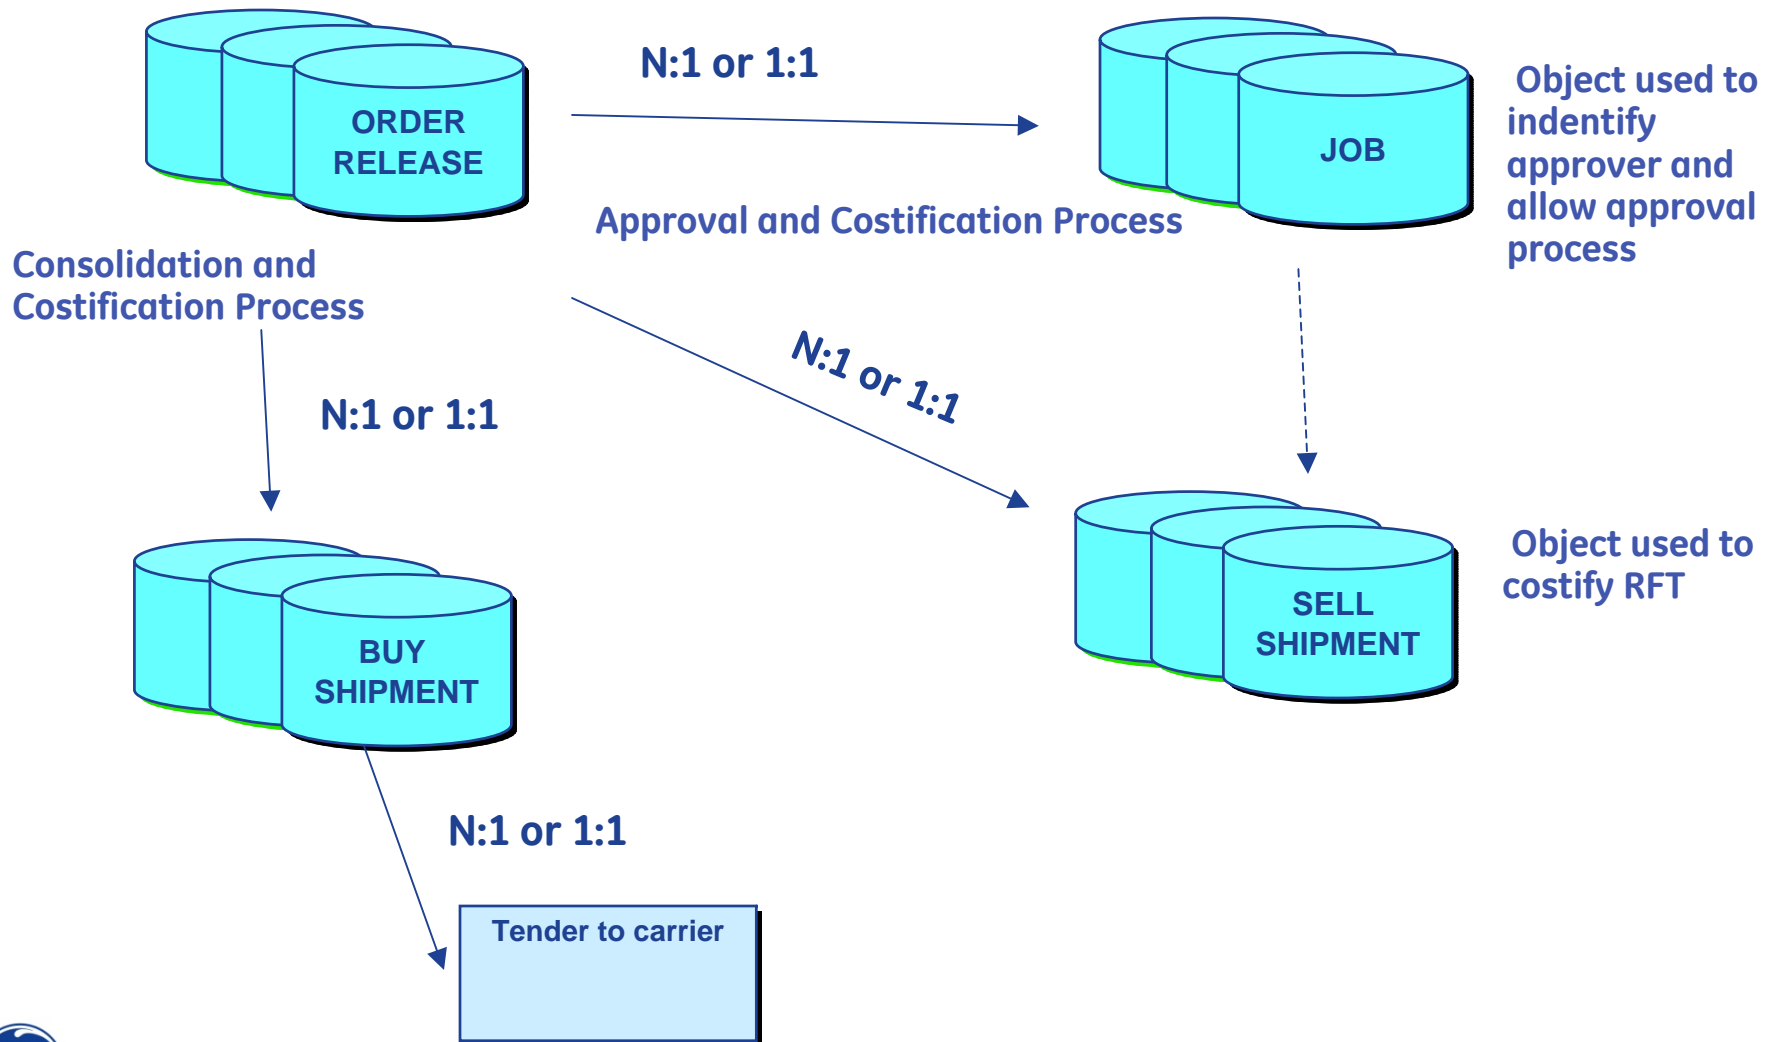 ORDER
RELEASE
N:1 or 1:1
JOB
Object used to
indentify
approver and
allow approval
process
Approval and Costification Process
Consolidation and
Costification Process
N:1 or 1:1
N:1 or 1:1
BUY
SHIPMENT
SELL
SHIPMENT
Object used to
costify RFT
N:1 or 1:1
Tender to carrier